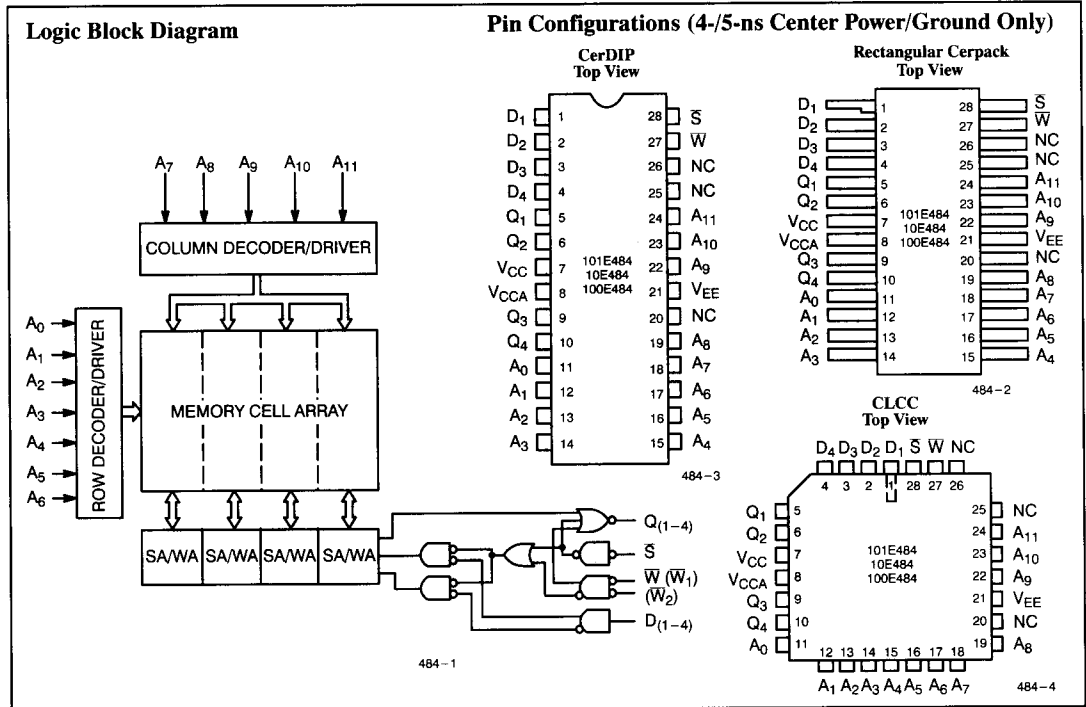 Logic Block Diagram
Pin Configurations (4-/5-ns Center Power/Ground Only)
A7 A8 A9 A10 A11
COLUMN DECODER/DRIVER
A0
A1
A2
A3
A4
A5
A6
ROW DECODER/DRIVER
MEMORY CELL ARRAY
SA/WA SA/WA SA/WA SA/WA
Q(1-4)
S̅
W̅ (W̅1)
(W̅2)
D(1-4)
484-1
CerDIP
Top View
D1 1 28 S̅
D2 2 27 W̅
D3 3 26 NC
D4 4 25 NC
Q1 5 24 A11
Q2 6 23 A10
VCC 7 22 A9
VCCA 8 21 VEE
Q3 9 20 NC
Q4 10 19 A8
A0 11 18 A7
A1 12 17 A6
A2 13 16 A5
A3 14 15 A4
101E484
10E484
100E484
484-3
Rectangular Cerpack
Top View
D1 1 28 S̅
D2 2 27 W̅
D3 3 26 NC
D4 4 25 NC
Q1 5 24 A11
Q2 6 23 A10
VCC 7 22 A9
VCCA 8 21 VEE
Q3 9 20 NC
Q4 10 19 A8
A0 11 18 A7
A1 12 17 A6
A2 13 16 A5
A3 14 15 A4
101E484
10E484
100E484
484-2
CLCC
Top View
D4 D3 D2 D1 S̅ W̅ NC
4 3 2 1 28 27 26
Q1 5 25 NC
Q2 6 24 A11
VCC 7 23 A10
VCCA 8 22 A9
Q3 9 21 VEE
Q4 10 20 NC
A0 11 19 A8
101E484
10E484
100E484
12 13 14 15 16 17 18
A1 A2 A3 A4 A5 A6 A7
484-4